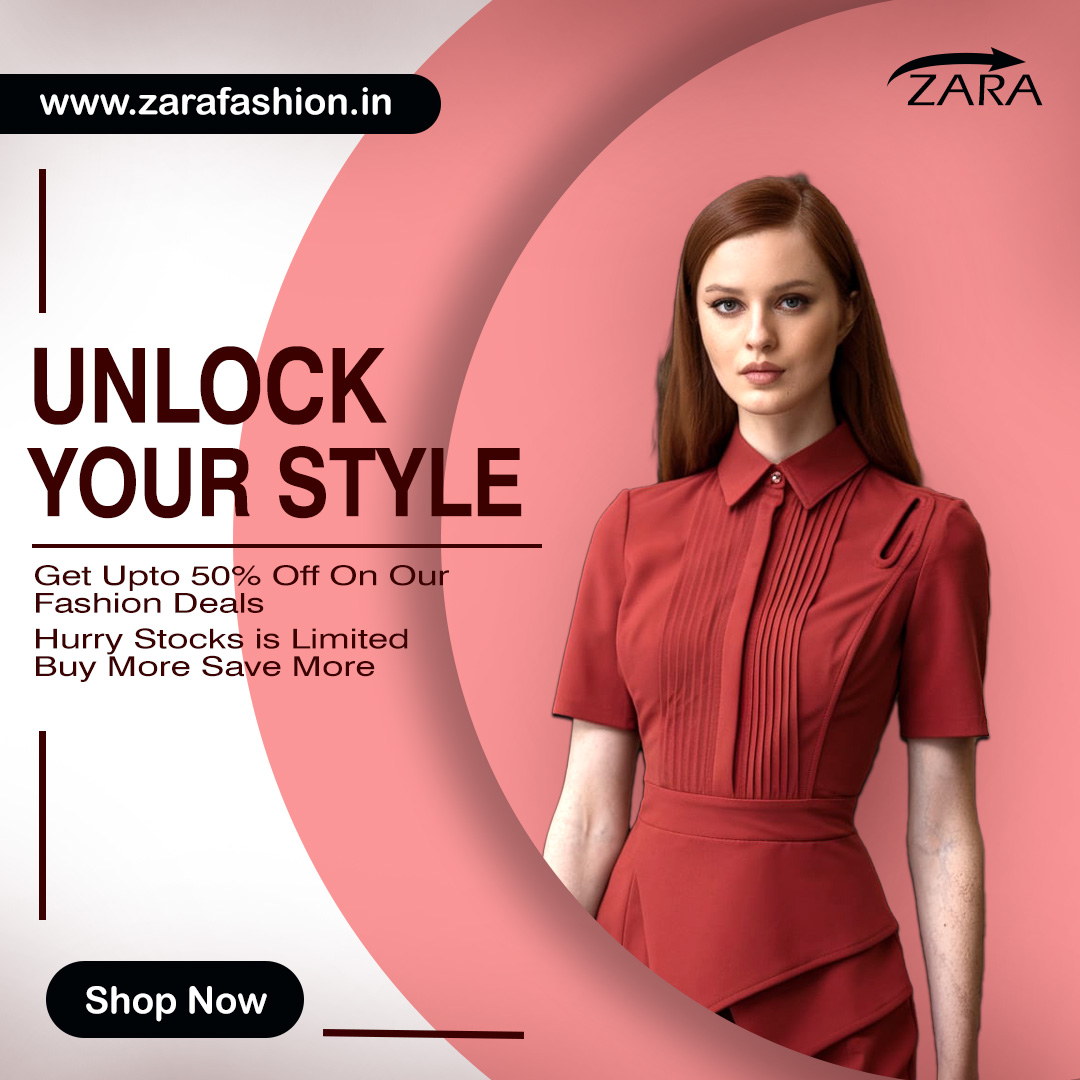 www.zarafashion.in
ZARA
UNLOCK
YOUR STYLE
Get Upto 50% Off On Our
Fashion Deals
Hurry Stocks is Limited
Buy More Save More
Shop Now